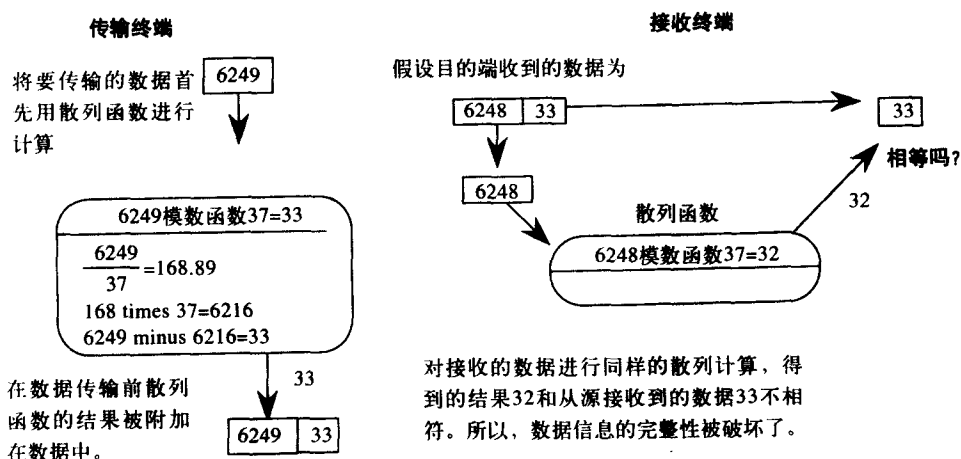 传输终端
将要传输的数据首
先用散列函数进行
计算
6249
6249模数函数37=33
6249
37
=168.89
168 times 37=6216
6249 minus 6216=33
33
在数据传输前散列
函数的结果被附加
在数据中。
6249 33
接收终端
假设目的端收到的数据为
6248 33
33
相等吗?
6248
32
散列函数
6248模数函数37=32
对接收的数据进行同样的散列计算，得
到的结果32和从源接收到的数据33不相
符。所以，数据信息的完整性被破坏了。